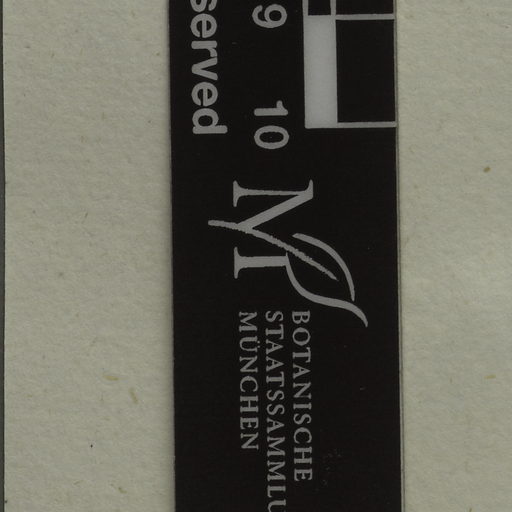 served
9 10
M
BOTANISCHE
STAATSSAMMLU
MÜNCHEN